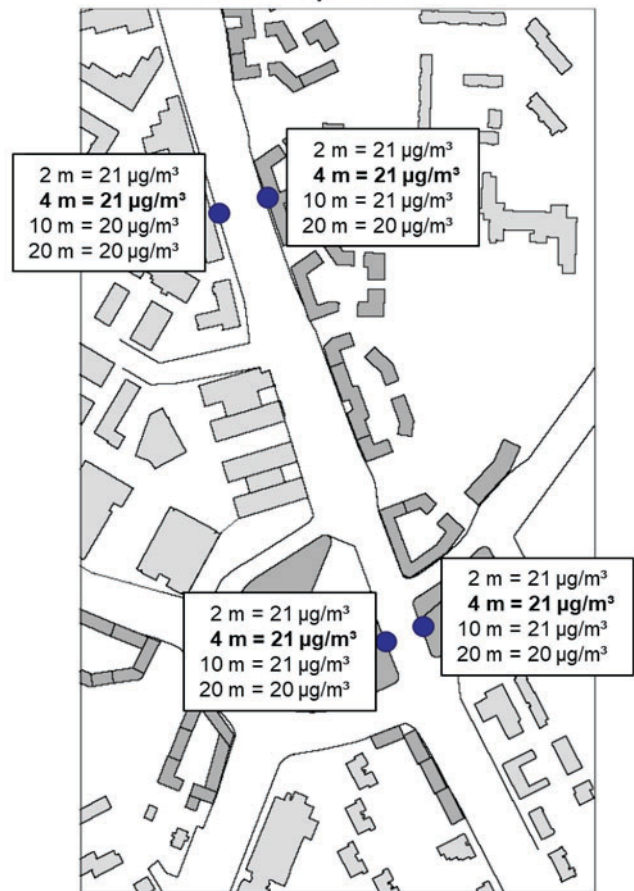 2 m = 21 µg/m³
4 m = 21 µg/m³
10 m = 20 µg/m³
20 m = 20 µg/m³
2 m = 21 µg/m³
4 m = 21 µg/m³
10 m = 21 µg/m³
20 m = 20 µg/m³
2 m = 21 µg/m³
4 m = 21 µg/m³
10 m = 21 µg/m³
20 m = 20 µg/m³
2 m = 21 µg/m³
4 m = 21 µg/m³
10 m = 21 µg/m³
20 m = 20 µg/m³